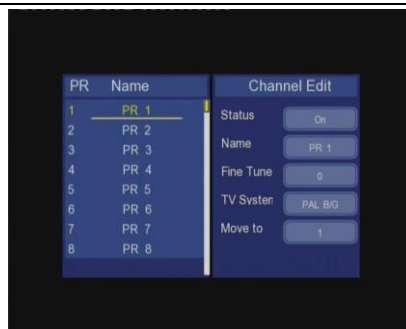 PR Name
1 PR 1
2 PR 2
3 PR 3
4 PR 4
5 PR 5
6 PR 6
7 PR 7
8 PR 8
Channel Edit
Status On
Name PR 1
Fine Tune 0
TV System PAL B/G
Move to 1